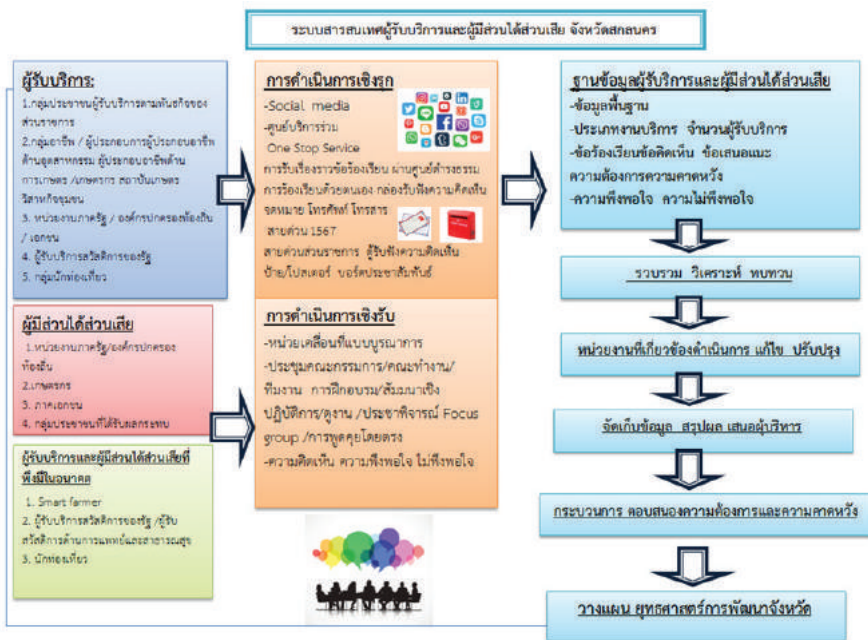 ระบบสารสนเทศผู้รับบริการและผู้มีส่วนได้ส่วนเสีย จังหวัดสกลนคร
ผู้รับบริการ:
1.กลุ่มประชาชนผู้รับบริการตามพันธกิจของ
ส่วนราชการ
2.กลุ่มอาชีพ / ผู้ประกอบการผู้ประกอบอาชีพ
ด้านอุตสาหกรรม ผู้ประกอบอาชีพด้าน
การเกษตร /เกษตรกร สถาบันเกษตร
วิสาหกิจชุมชน
3. หน่วยงานภาครัฐ / องค์กรปกครองท้องถิ่น
/ เอกชน
4. ผู้รับบริการสวัสดิการของรัฐ
5. กลุ่มนักท่องเที่ยว
ผู้มีส่วนได้ส่วนเสีย
1.หน่วยงานภาครัฐ/องค์กรปกครอง
ท้องถิ่น
2.เกษตรกร
3. ภาคเอกชน
4. กลุ่มประชาชนที่ได้รับผลกระทบ
ผู้รับบริการและผู้มีส่วนได้ส่วนเสียที่
พึงมีในอนาคต
1. Smart farmer
2. ผู้รับบริการสวัสดิการของรัฐ /ผู้รับ
สวัสดิการด้านการแพทย์และสาธารณสุข
3. นักท่องเที่ยว
การดำเนินการเชิงรุก
-Social media
-ศูนย์บริการร่วม
One Stop Service
การรับเรื่องราวข้อร้องเรียน ผ่านศูนย์ดำรงธรรม
การร้องเรียนด้วยตนเอง กล่องรับฟังความคิดเห็น
จดหมาย โทรศัพท์ โทรสาร
สายด่วน 1567
สายด่วนส่วนราชการ ตู้รับฟังความคิดเห็น
ป้าย/โปสเตอร์ บอร์ดประชาสัมพันธ์
การดำเนินการเชิงรับ
-หน่วยเคลื่อนที่แบบบูรณาการ
-ประชุมคณะกรรมการ/คณะทำงาน/
ทีมงาน การฝึกอบรม/สัมมนาเชิง
ปฏิบัติการ/ดูงาน /ประชาพิจารณ์ Focus
group /การพูดคุยโดยตรง
-ความคิดเห็น ความพึงพอใจ ไม่พึงพอใจ
ฐานข้อมูลผู้รับริการและผู้มีส่วนได้ส่วนเสีย
-ข้อมูลพื้นฐาน
-ประเภทงานบริการ จำนวนผู้รับบริการ
-ข้อร้องเรียนข้อคิดเห็น ข้อเสนอแนะ
ความต้องการความคาดหวัง
-ความพึงพอใจ ความไม่พึงพอใจ
รวบรวม วิเคราะห์ ทบทวน
หน่วยงานที่เกี่ยวข้องดำเนินการ แก้ไข ปรับปรุง
จัดเก็บข้อมูล สรุปผล เสนอผู้บริหาร
กระบวนการ ตอบสนองความต้องการและความคาดหวัง
วางแผน ยุทธศาสตร์การพัฒนาจังหวัด